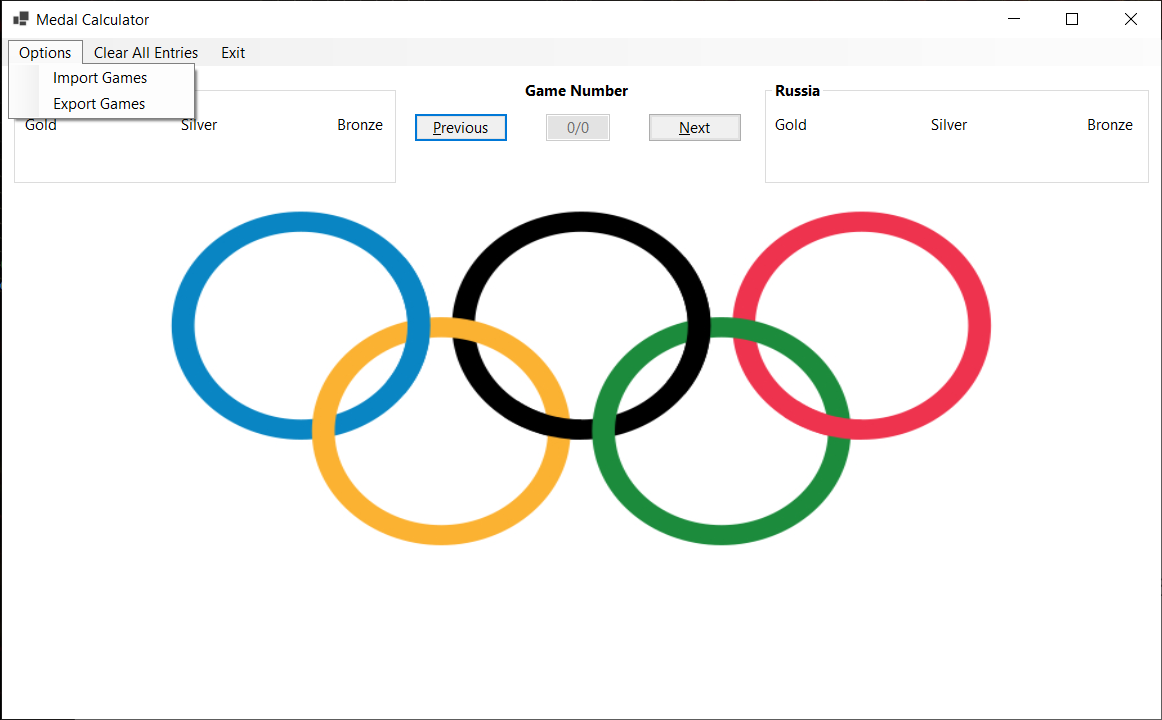 Medal Calculator
Options Clear All Entries Exit
Import Games
Export Games
Game Number
Russia
Gold Silver Bronze
Previous 0/0 Next
Gold Silver Bronze